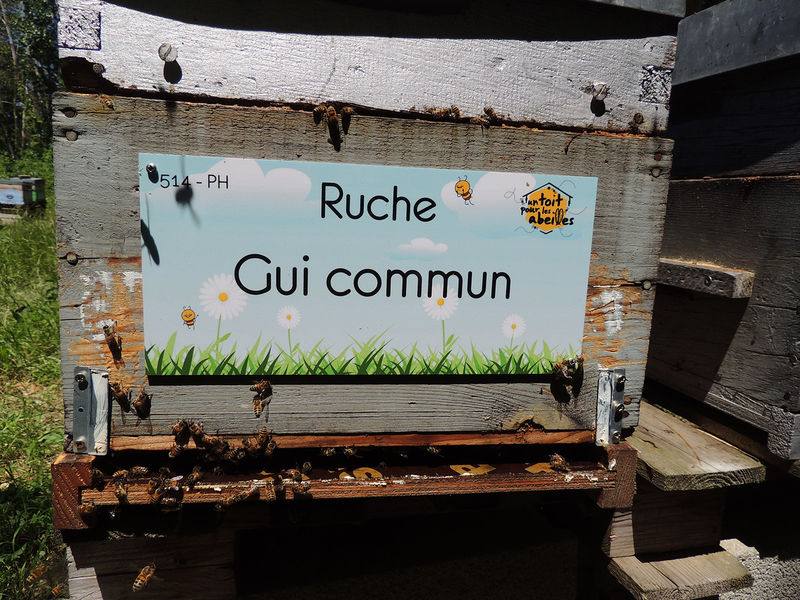 514 - PH
Ruche
un toit
pour les
abeilles
Gui commun